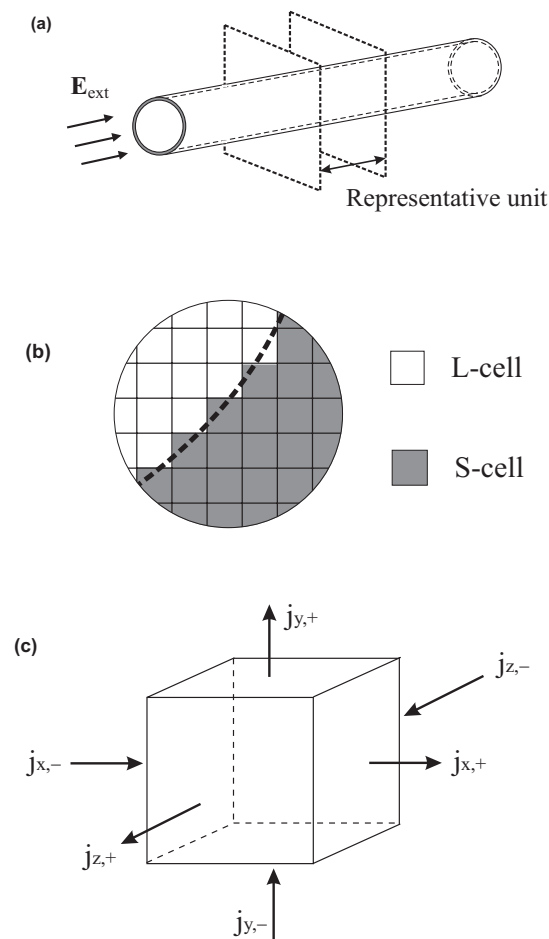 (a)
E_ext
Representative unit
(b)
L-cell
S-cell
(c)
j_y,+
j_z,–
j_x,–
j_x,+
j_z,+
j_y,–